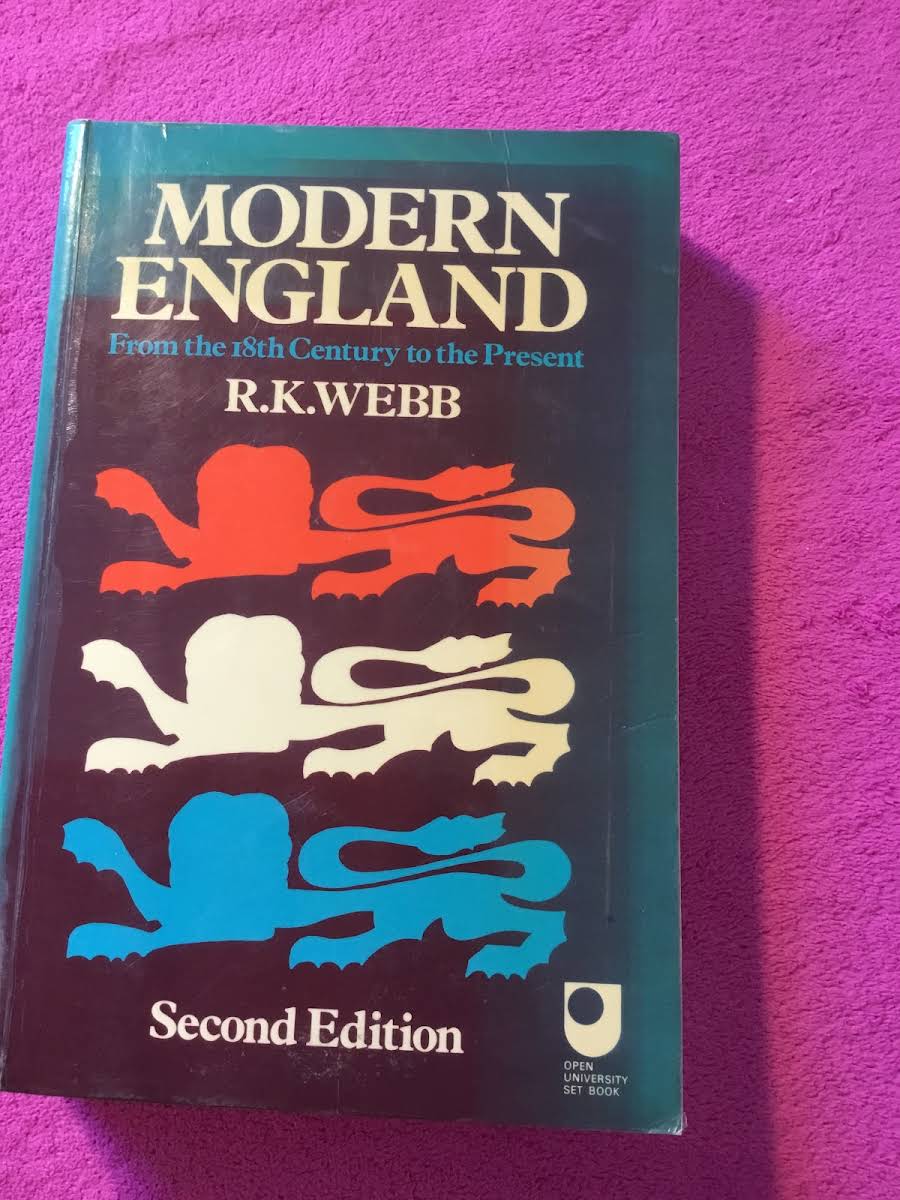 MODERN
ENGLAND
From the 18th Century to the Present
R.K.WEBB
Second Edition
OPEN
UNIVERSITY
SET BOOK